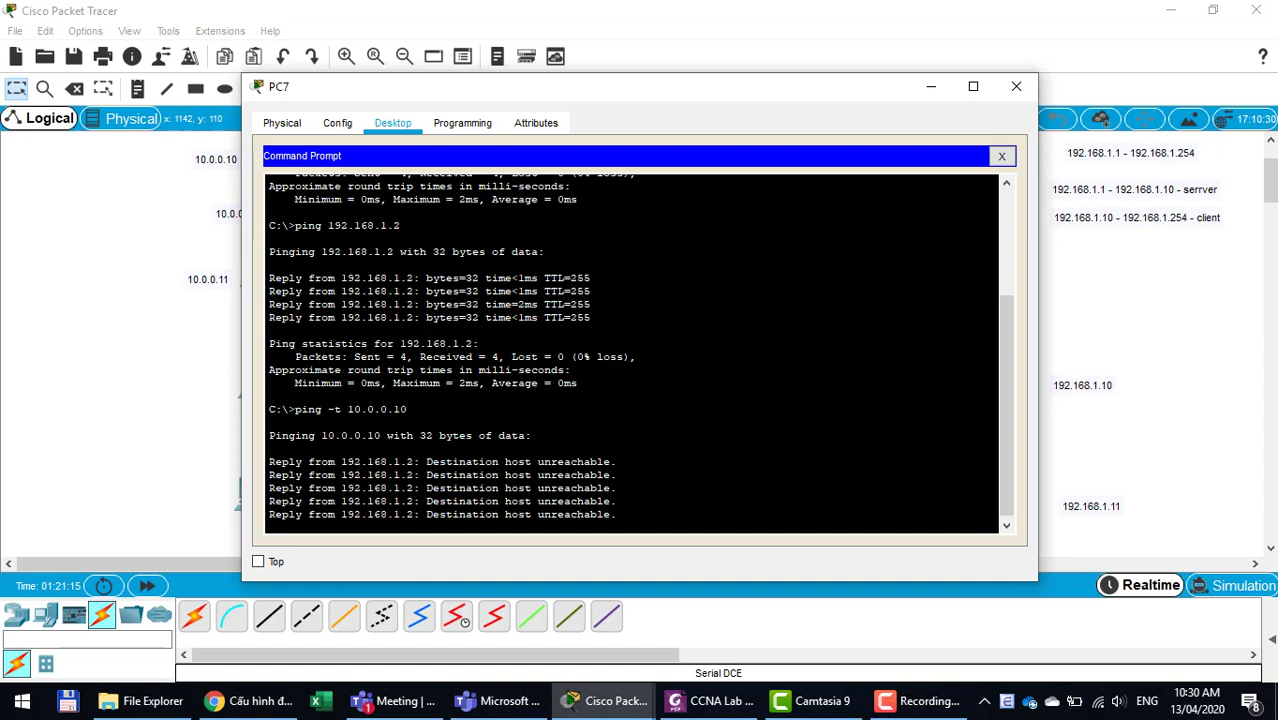 Cisco Packet Tracer
File Edit Options View Tools Extensions Help
Logical Physical x: 1142, y: 110
17:10:30
PC7
Physical Config Desktop Programming Attributes
Command Prompt
X
Packets: Sent = 4, Received = 4, Lost = 0 (0% loss),
Approximate round trip times in milli-seconds:
Minimum = 0ms, Maximum = 2ms, Average = 0ms
C:\>ping 192.168.1.2
Pinging 192.168.1.2 with 32 bytes of data:
Reply from 192.168.1.2: bytes=32 time<1ms TTL=255
Reply from 192.168.1.2: bytes=32 time<1ms TTL=255
Reply from 192.168.1.2: bytes=32 time=2ms TTL=255
Reply from 192.168.1.2: bytes=32 time<1ms TTL=255
Ping statistics for 192.168.1.2:
Packets: Sent = 4, Received = 4, Lost = 0 (0% loss),
Approximate round trip times in milli-seconds:
Minimum = 0ms, Maximum = 2ms, Average = 0ms
C:\>ping -t 10.0.0.10
Pinging 10.0.0.10 with 32 bytes of data:
Reply from 192.168.1.2: Destination host unreachable.
Reply from 192.168.1.2: Destination host unreachable.
Reply from 192.168.1.2: Destination host unreachable.
Reply from 192.168.1.2: Destination host unreachable.
Reply from 192.168.1.2: Destination host unreachable.
Top
10.0.0.10
10.0.0.11
192.168.1.1 - 192.168.1.254
192.168.1.1 - 192.168.1.10 - serrver
192.168.1.10 - 192.168.1.254 - client
192.168.1.10
192.168.1.11
Time: 01:21:15
Realtime Simulation
Serial DCE
File Explorer
Cấu hình đ...
Meeting | ...
1
Microsoft ...
Cisco Pack...
CCNA Lab ...
Camtasia 9
Recording...
ENG
10:30 AM
13/04/2020
8